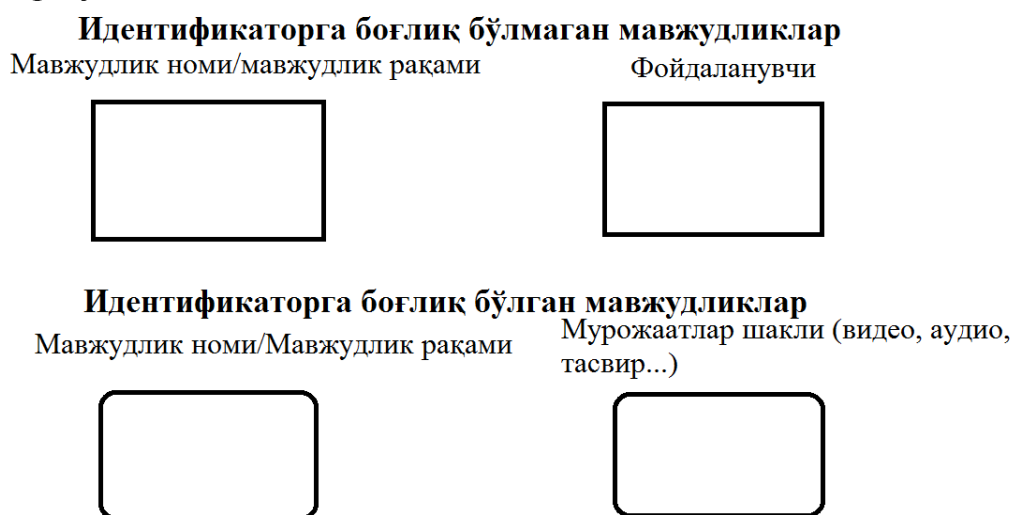 Идентификаторга боғлиқ бўлмаган мавжудликлар
Мавжудлик номи/мавжудлик рақами
Фойдаланувчи
Идентификаторга боғлиқ бўлган мавжудликлар
Мавжудлик номи/Мавжудлик рақами
Мурожаатлар шакли (видео, аудио,
тасвир...)